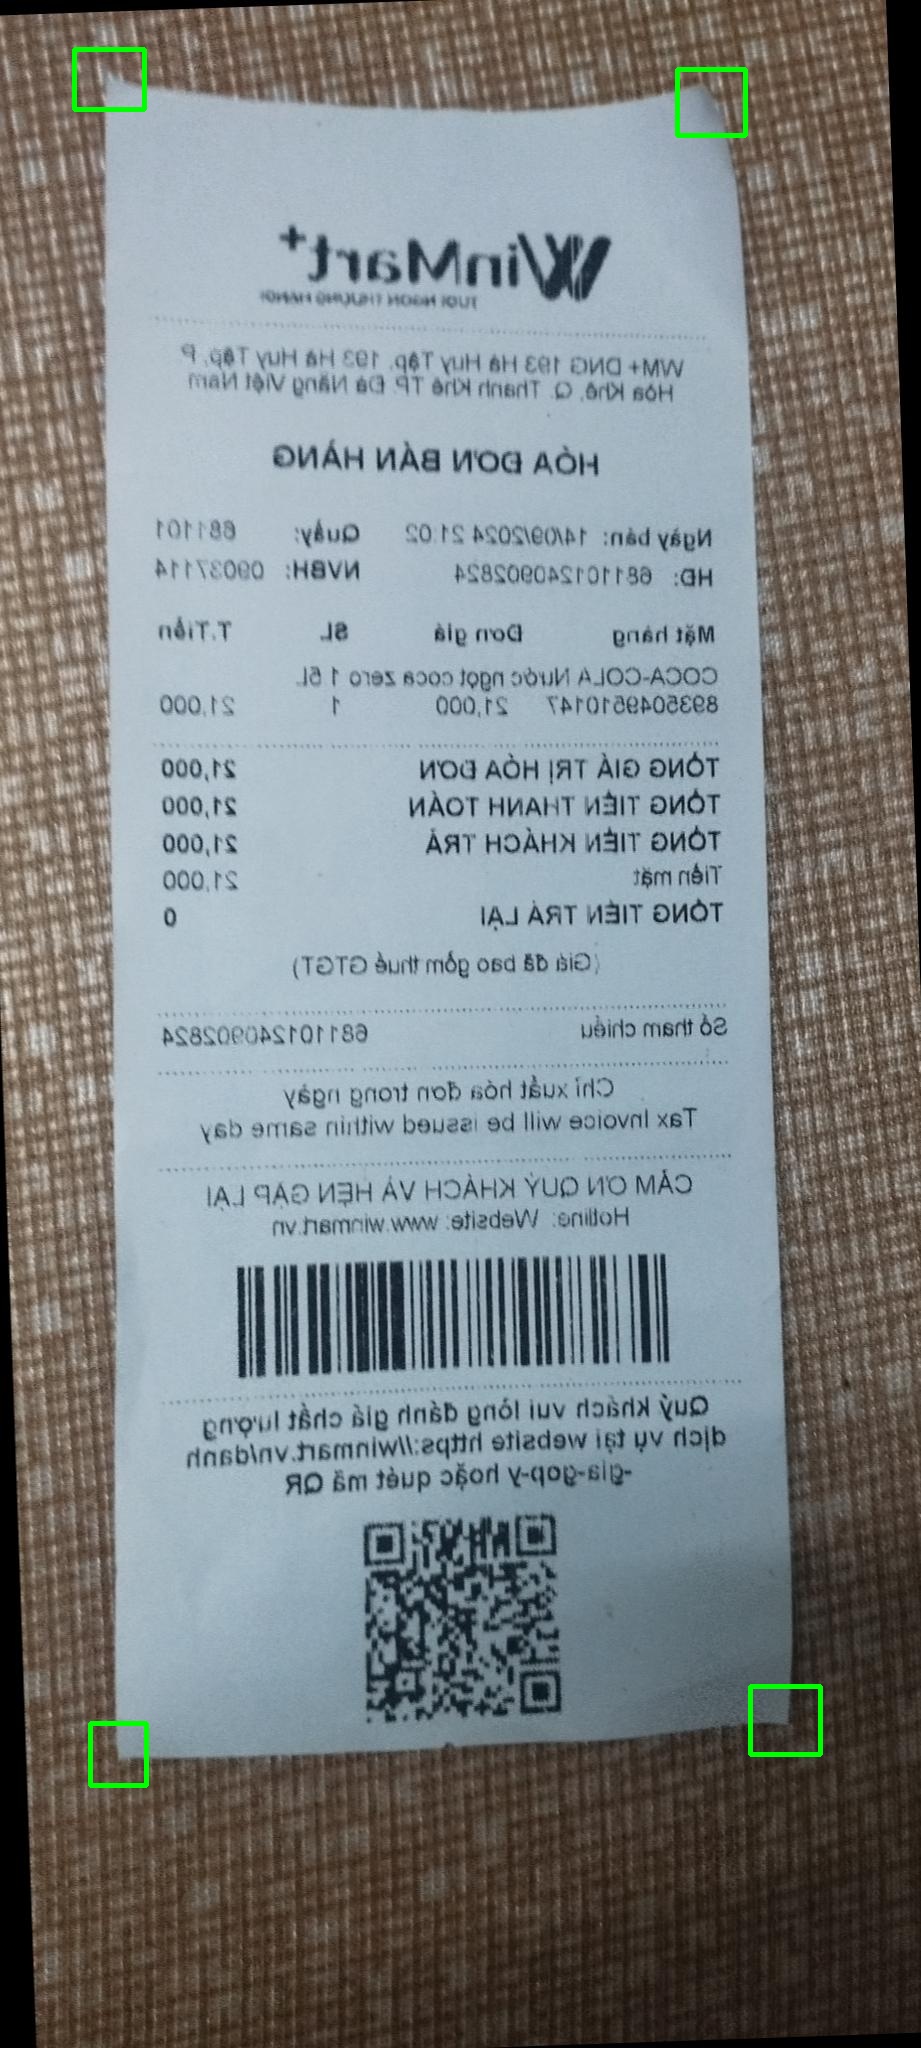 WinMart+
TƯƠI NGON THƯỢNG HẠNG
WM+ DNG 193 Hà Huy Tập, 193 Hà Huy Tập, P.
Hòa Khê, Q. Thanh Khê TP. Đà Nẵng Việt Nam
HÓA ĐƠN BÁN HÀNG
Ngày bán: 14/09/2024 21:02 Quầy: 681101
HĐ: 681101240902824 NVBH: 09037114
Mặt hàng Đơn giá SL T.Tiền
COCA-COLA Nước ngọt coca zero 1.5L
8935049510147 21,000 1 21,000
TỔNG GIÁ TRỊ HÓA ĐƠN 21,000
TỔNG TIỀN THANH TOÁN 21,000
TỔNG TIỀN KHÁCH TRẢ 21,000
Tiền mặt 21,000
TỔNG TIỀN TRẢ LẠI 0
(Giá đã bao gồm thuế GTGT)
Số tham chiếu 681101240902824
Chỉ xuất hóa đơn trong ngày
Tax Invoice will be issued within same day
CẢM ƠN QUÝ KHÁCH VÀ HẸN GẶP LẠI
Hotline: Website: www.winmart.vn
Quý khách vui lòng đánh giá chất lượng
dịch vụ tại website https://winmart.vn/danh
-gia-gop-y hoặc quét mã QR